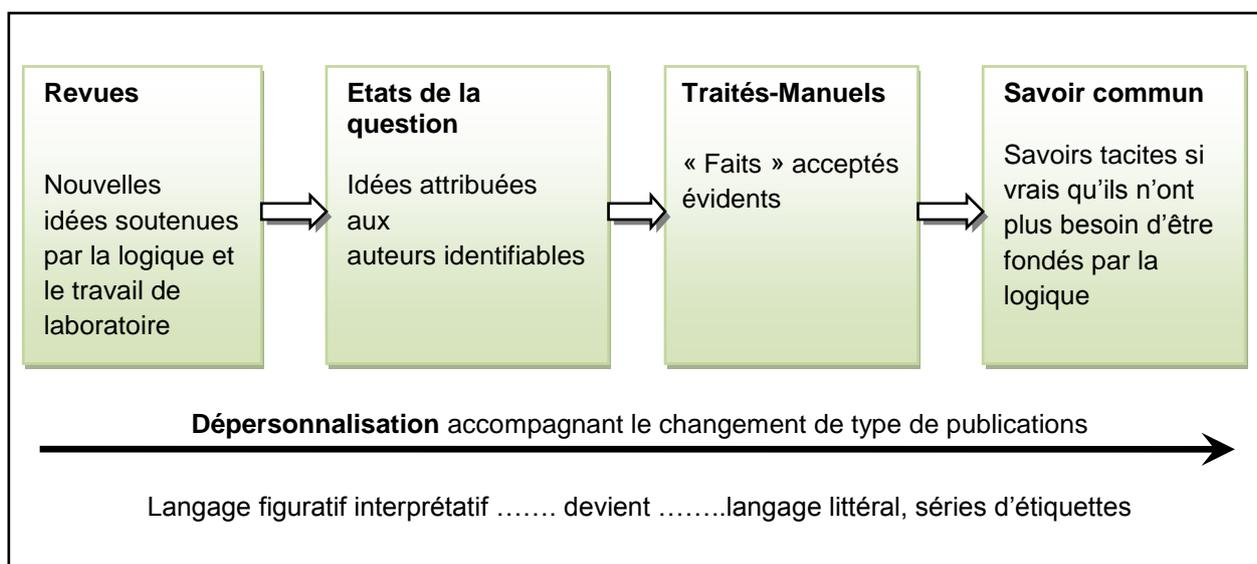 Revues
Nouvelles
idées soutenues
par la logique et
le travail de
laboratoire
Etats de la
question
Idées attribuées
aux
auteurs identifiables
Traités-Manuels
« Faits » acceptés
évidents
Savoir commun
Savoirs tacites si
vrais qu'ils n'ont
plus besoin d'être
fondés par la
logique
Dépersonnalisation accompagnant le changement de type de publications
Langage figuratif interprétatif ……. devient ……..langage littéral, séries d'étiquettes